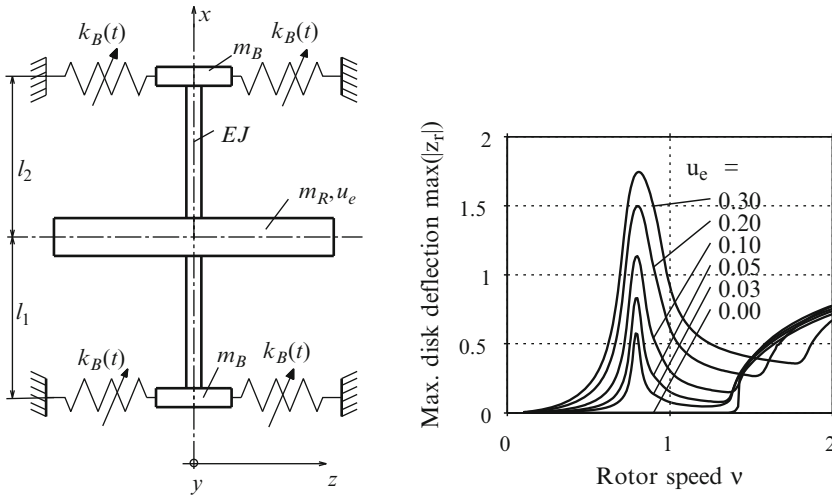 x
k_B(t)
k_B(t)
m_B
EJ
l_2
m_R, u_e
l_1
k_B(t)
k_B(t)
m_B
y
z
Max. disk deflection max(|z_r|)
2
1.5
1
0.5
0
u_e =
0.30
0.20
0.10
0.05
0.03
0.00
0
1
2
Rotor speed ν